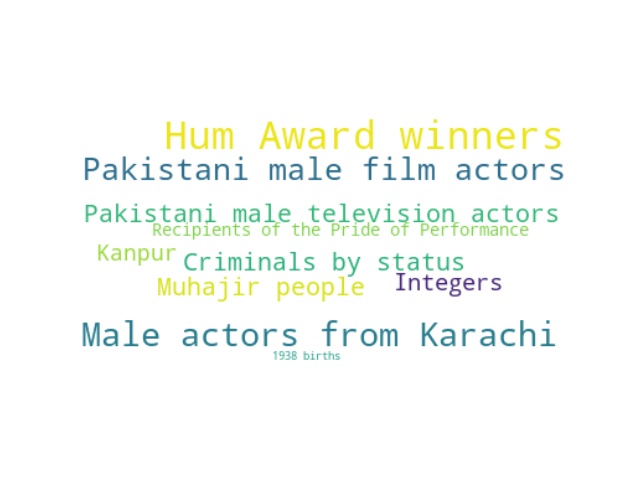 Hum Award winners
Pakistani male film actors
Pakistani male television actors
Recipients of the Pride of Performance
Kanpur
Criminals by status
Muhajir people
Integers
Male actors from Karachi
1938 births